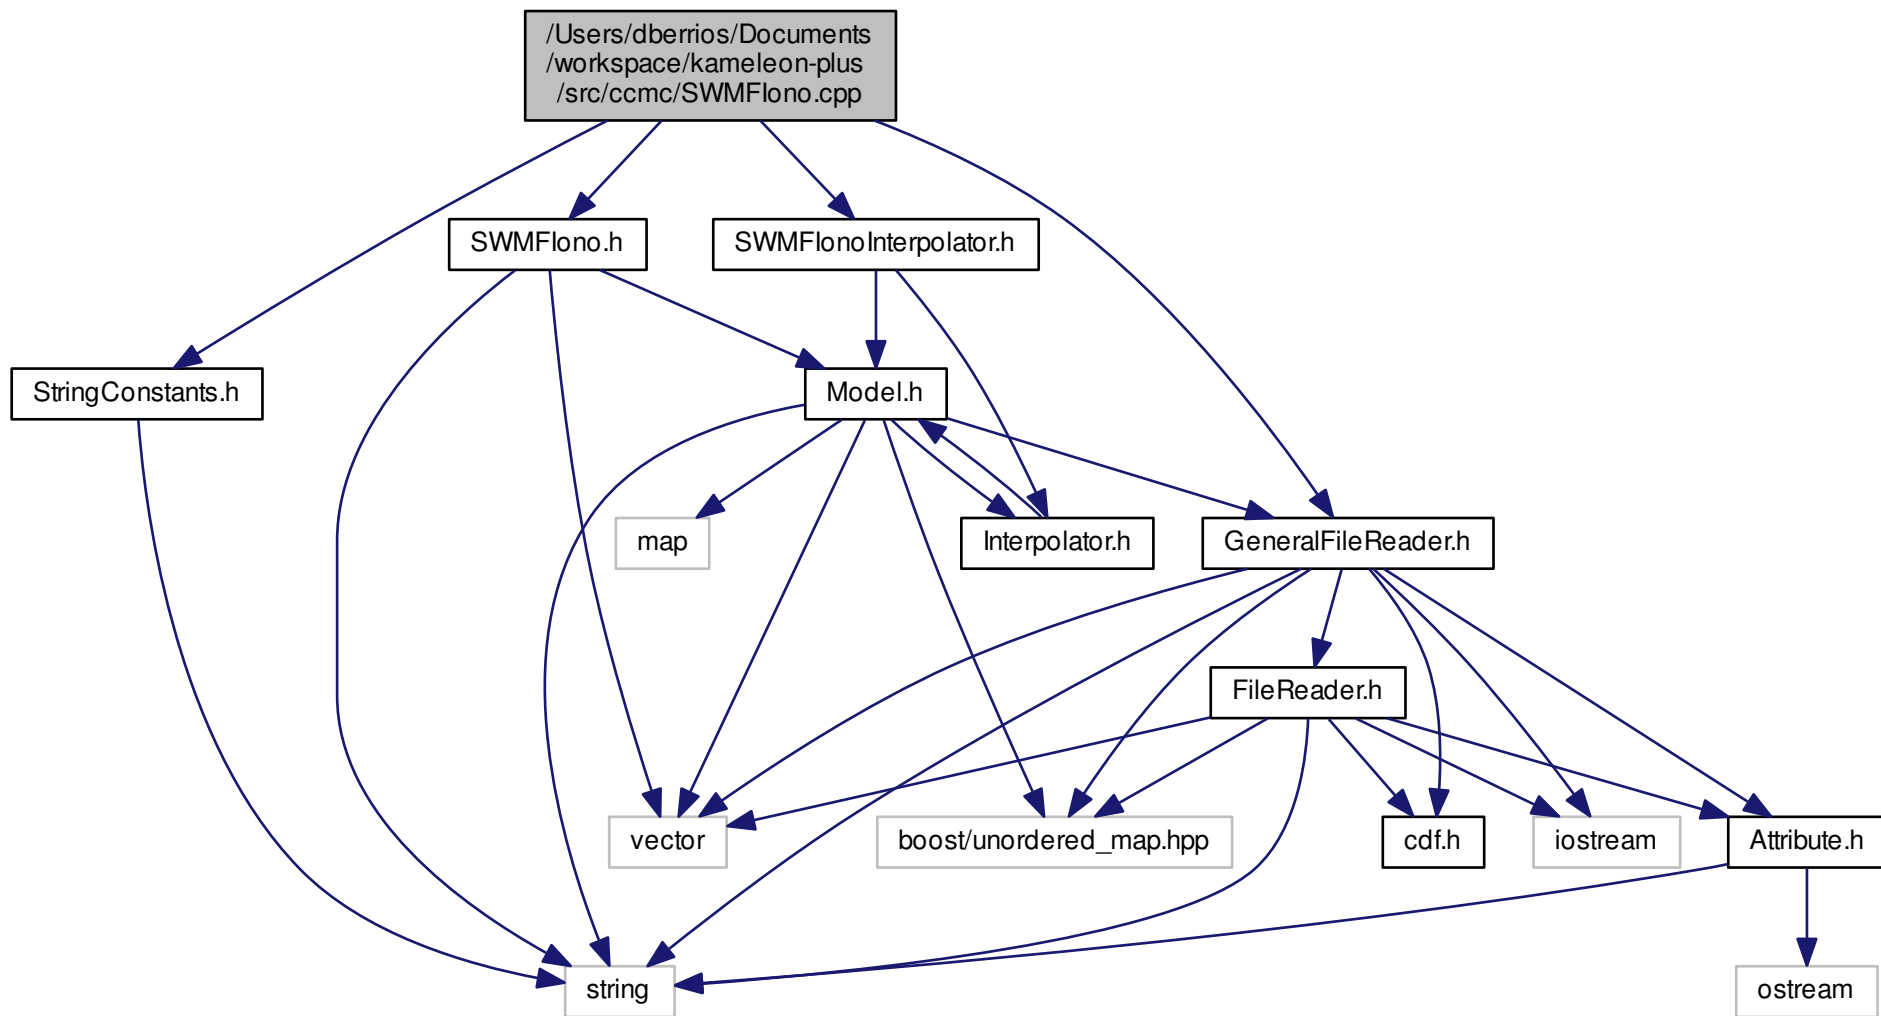 /Users/dberrios/Documents
/workspace/kameleon-plus
/src/ccmc/SWMFIono.cpp
SWMFIono.h
SWMFIonoInterpolator.h
StringConstants.h
Model.h
map
Interpolator.h
GeneralFileReader.h
FileReader.h
vector
boost/unordered_map.hpp
cdf.h
iostream
Attribute.h
string
ostream